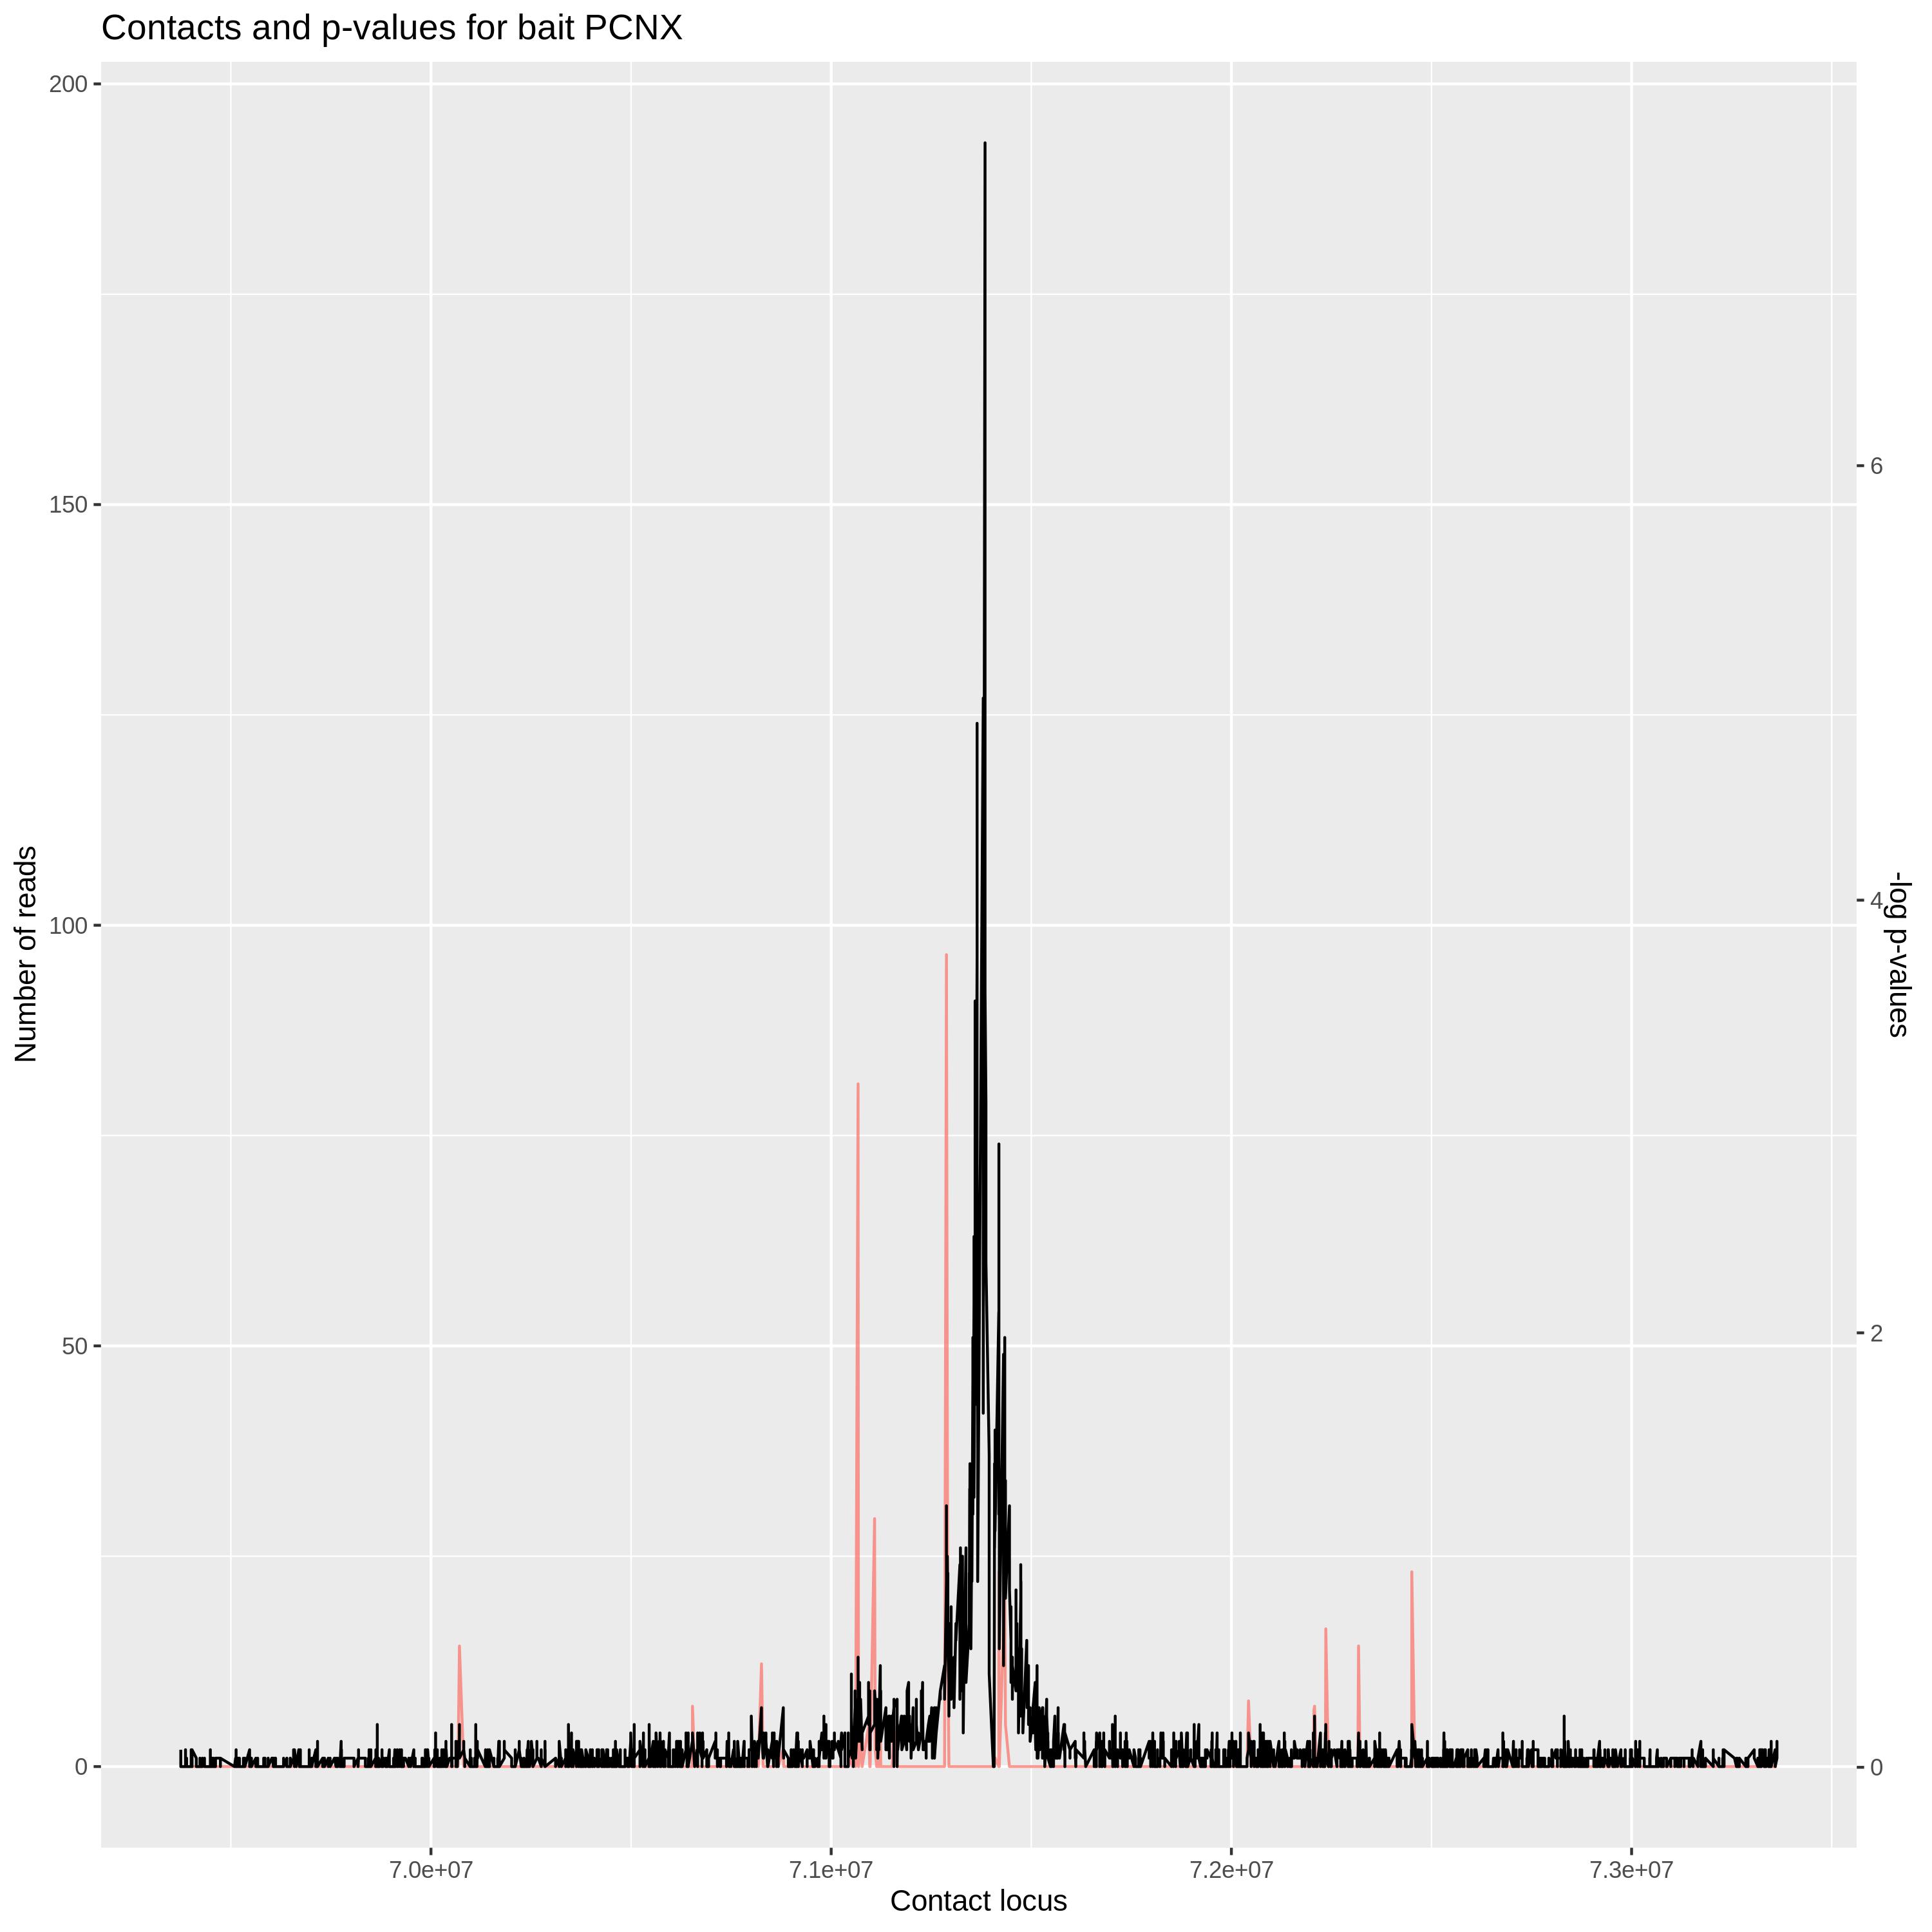 Contacts and p-values for bait PCNX
200
150
100
50
0
Number of reads
6
4
2
0
-log p-values
7.0e+07 7.1e+07 7.2e+07 7.3e+07
Contact locus